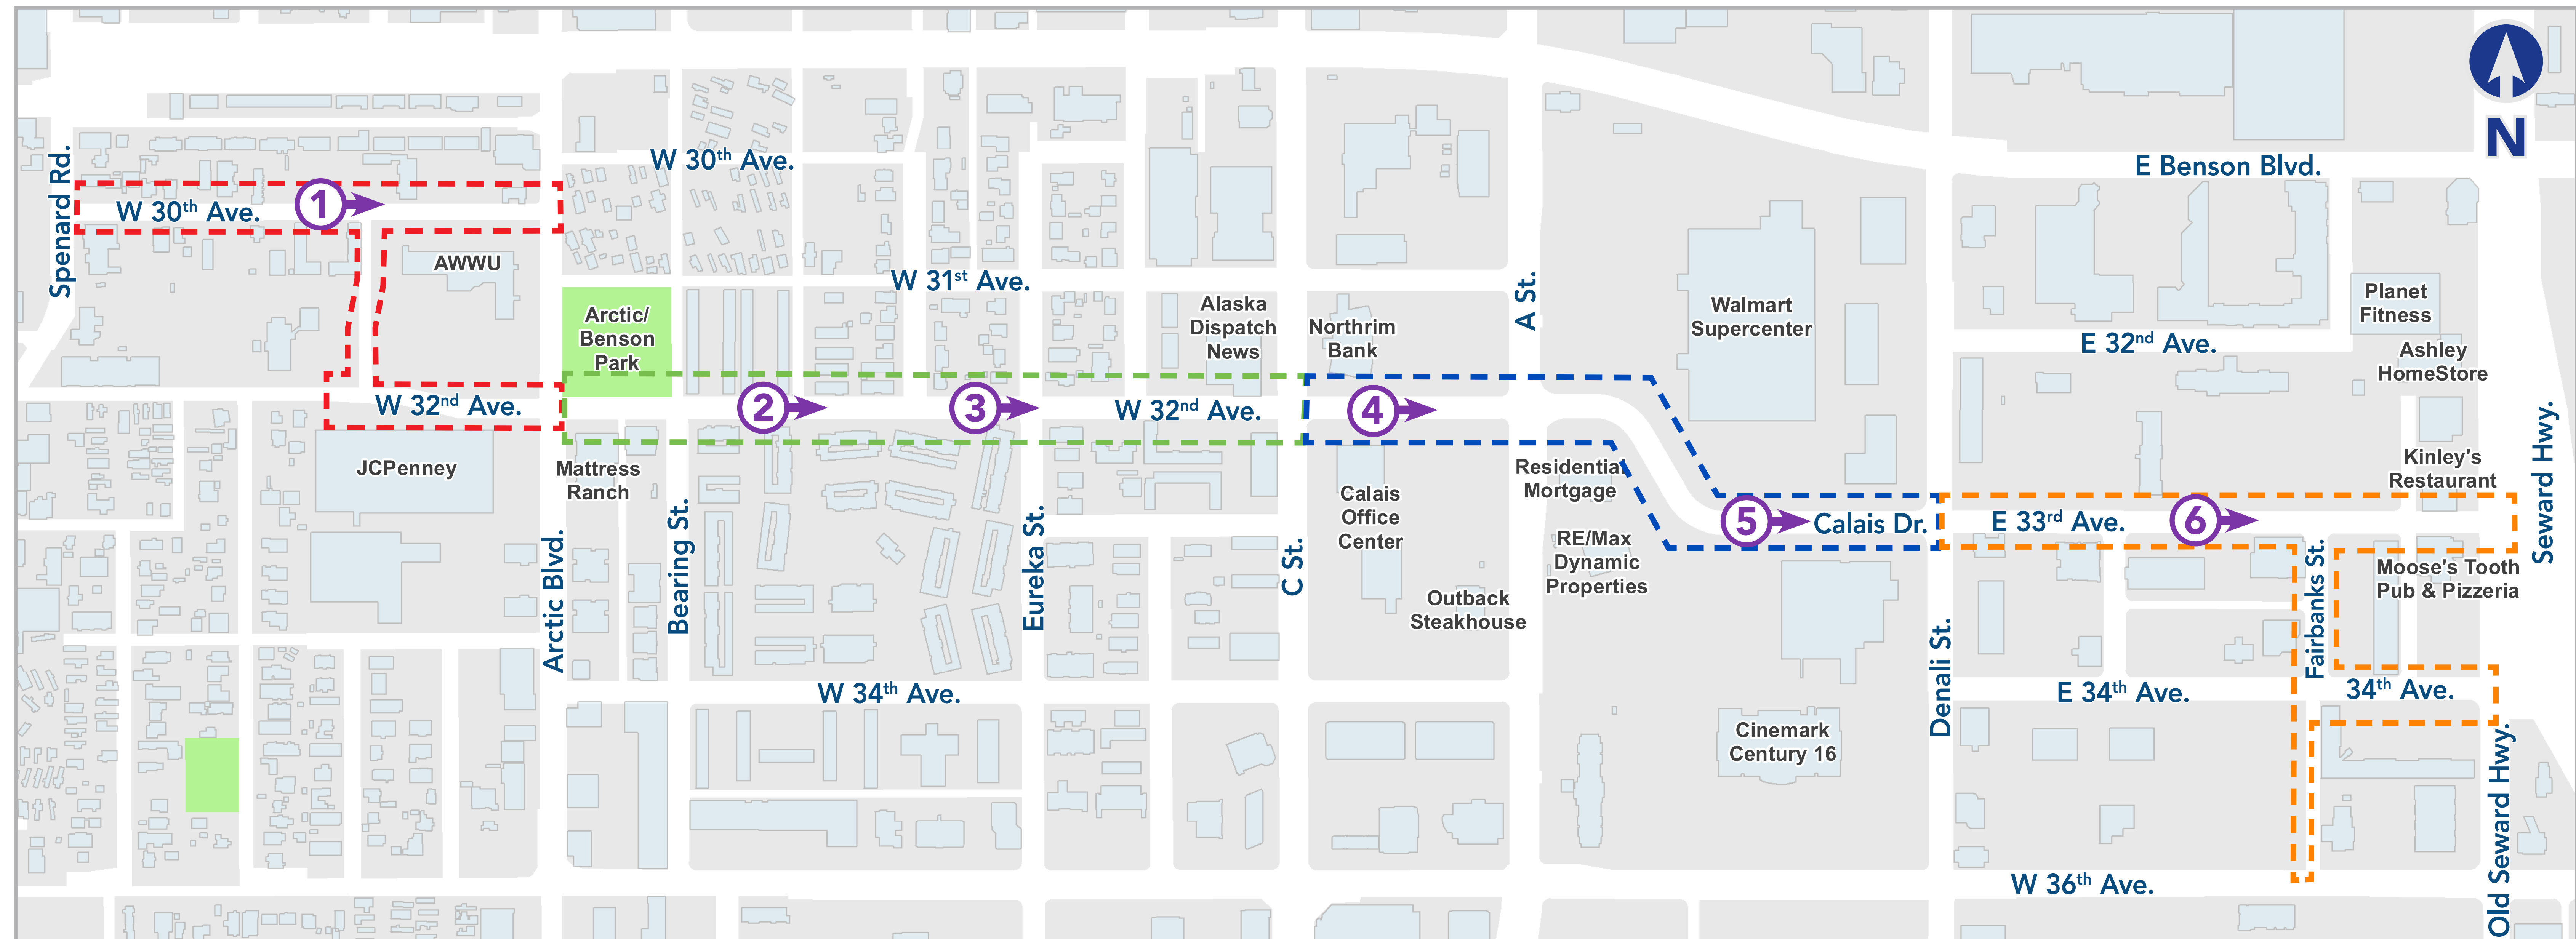 N
W 30th Ave.
E Benson Blvd.
Spenard Rd.
W 30th Ave.
1
AWWU
W 31st Ave.
A St.
Arctic/
Benson
Park
Alaska
Dispatch
News
Northrim
Bank
Walmart
Supercenter
Planet
Fitness
E 32nd Ave.
Ashley
HomeStore
W 32nd Ave.
2
3
W 32nd Ave.
4
JCPenney
Mattress
Ranch
Calais
Office
Center
Residential
Mortgage
Kinley's
Restaurant
Seward Hwy.
5
Calais Dr.
E 33rd Ave.
6
Arctic Blvd.
Bearing St.
Eureka St.
C St.
RE/Max
Dynamic
Properties
Outback
Steakhouse
Fairbanks St.
Moose's Tooth
Pub & Pizzeria
Denali St.
W 34th Ave.
E 34th Ave.
34th Ave.
Cinemark
Century 16
Old Seward Hwy.
W 36th Ave.